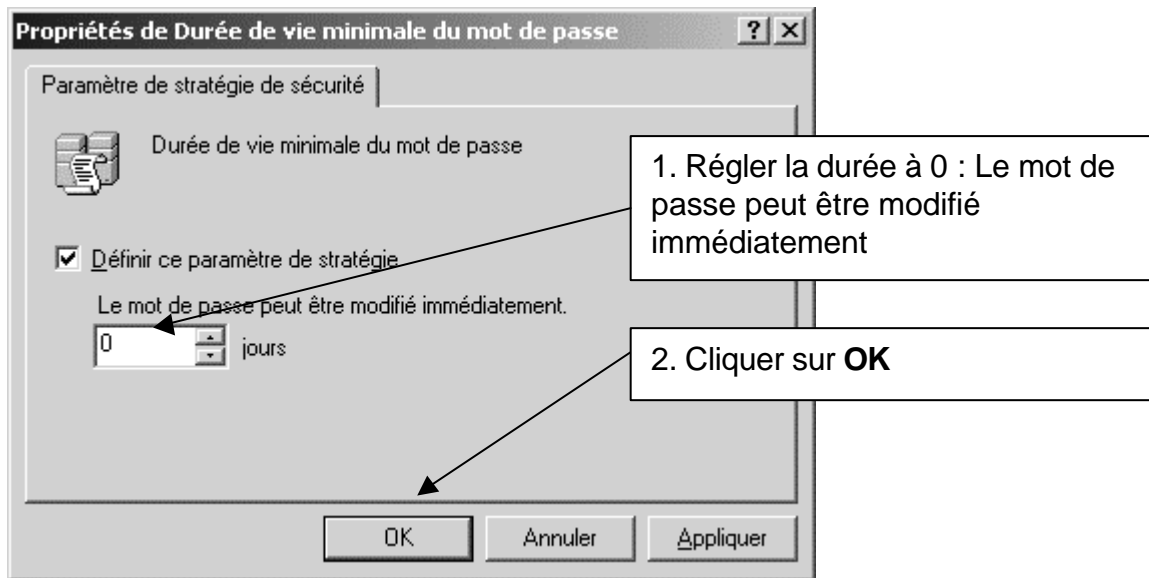 Propriétés de Durée de vie minimale du mot de passe
Paramètre de stratégie de sécurité
Durée de vie minimale du mot de passe
1. Régler la durée à 0 : Le mot de
passe peut être modifié
immédiatement
Définir ce paramètre de stratégie
Le mot de passe peut être modifié immédiatement.
0 jours
2. Cliquer sur OK
OK Annuler Appliquer